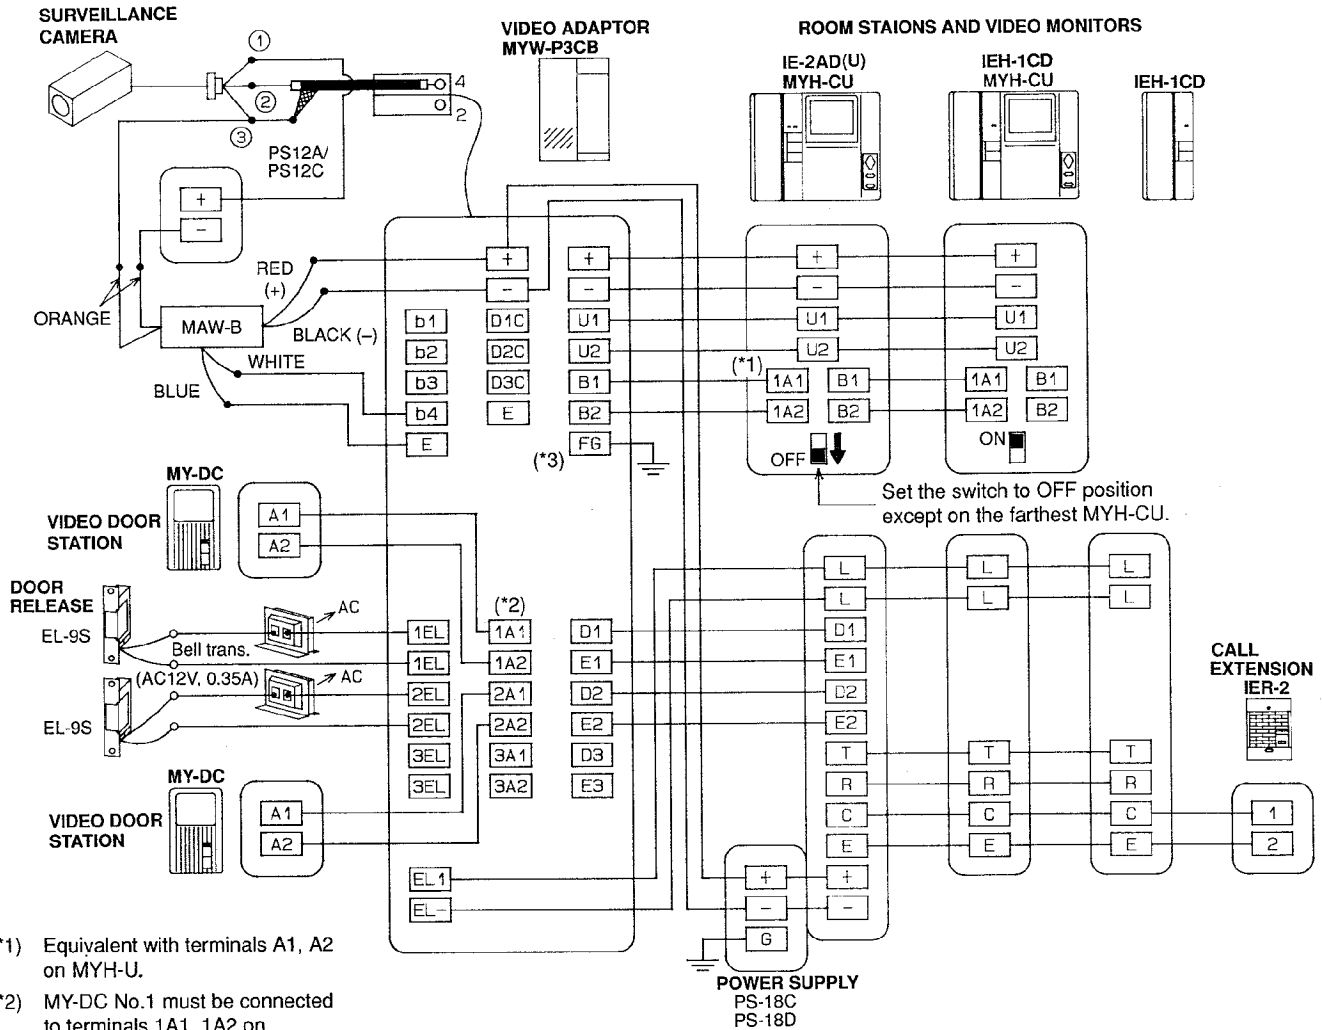 SURVEILLANCE
CAMERA
VIDEO ADAPTOR
MYW-P3CB
ROOM STAIONS AND VIDEO MONITORS
IE-2AD(U)
MYH-CU
IEH-1CD
MYH-CU
IEH-1CD
1
2
3
4
2
PS12A/
PS12C
+
−
ORANGE
MAW-B
RED
(+)
BLACK (−)
WHITE
BLUE
+
−
b1 D1C
b2 D2C
b3 D3C
b4 E
E
+
−
U1
U2
B1
B2
FG
(*3)
(*1)
+
−
U1
U2
1A1 B1
1A2 B2
OFF
+
−
U1
U2
1A1 B1
1A2 B2
ON
Set the switch to OFF position
except on the farthest MYH-CU.
MY-DC
VIDEO DOOR
STATION
A1
A2
DOOR
RELEASE
EL-9S
AC
Bell trans.
(AC12V, 0.35A)
AC
EL-9S
MY-DC
VIDEO DOOR
STATION
A1
A2
(*2)
1EL 1A1 D1
1EL 1A2 E1
2EL 2A1 D2
2EL 2A2 E2
3EL 3A1 D3
3EL 3A2 E3
EL1
EL−
L L L
L L L
D1
E1
D2
E2
T T T
R R R
C C C
E E E
+ +
− −
G
POWER SUPPLY
PS-18C
PS-18D
CALL
EXTENSION
IER-2
1
2
*1) Equivalent with terminals A1, A2
on MYH-U.
*2) MY-DC No.1 must be connected
to terminals 1A1, 1A2 on